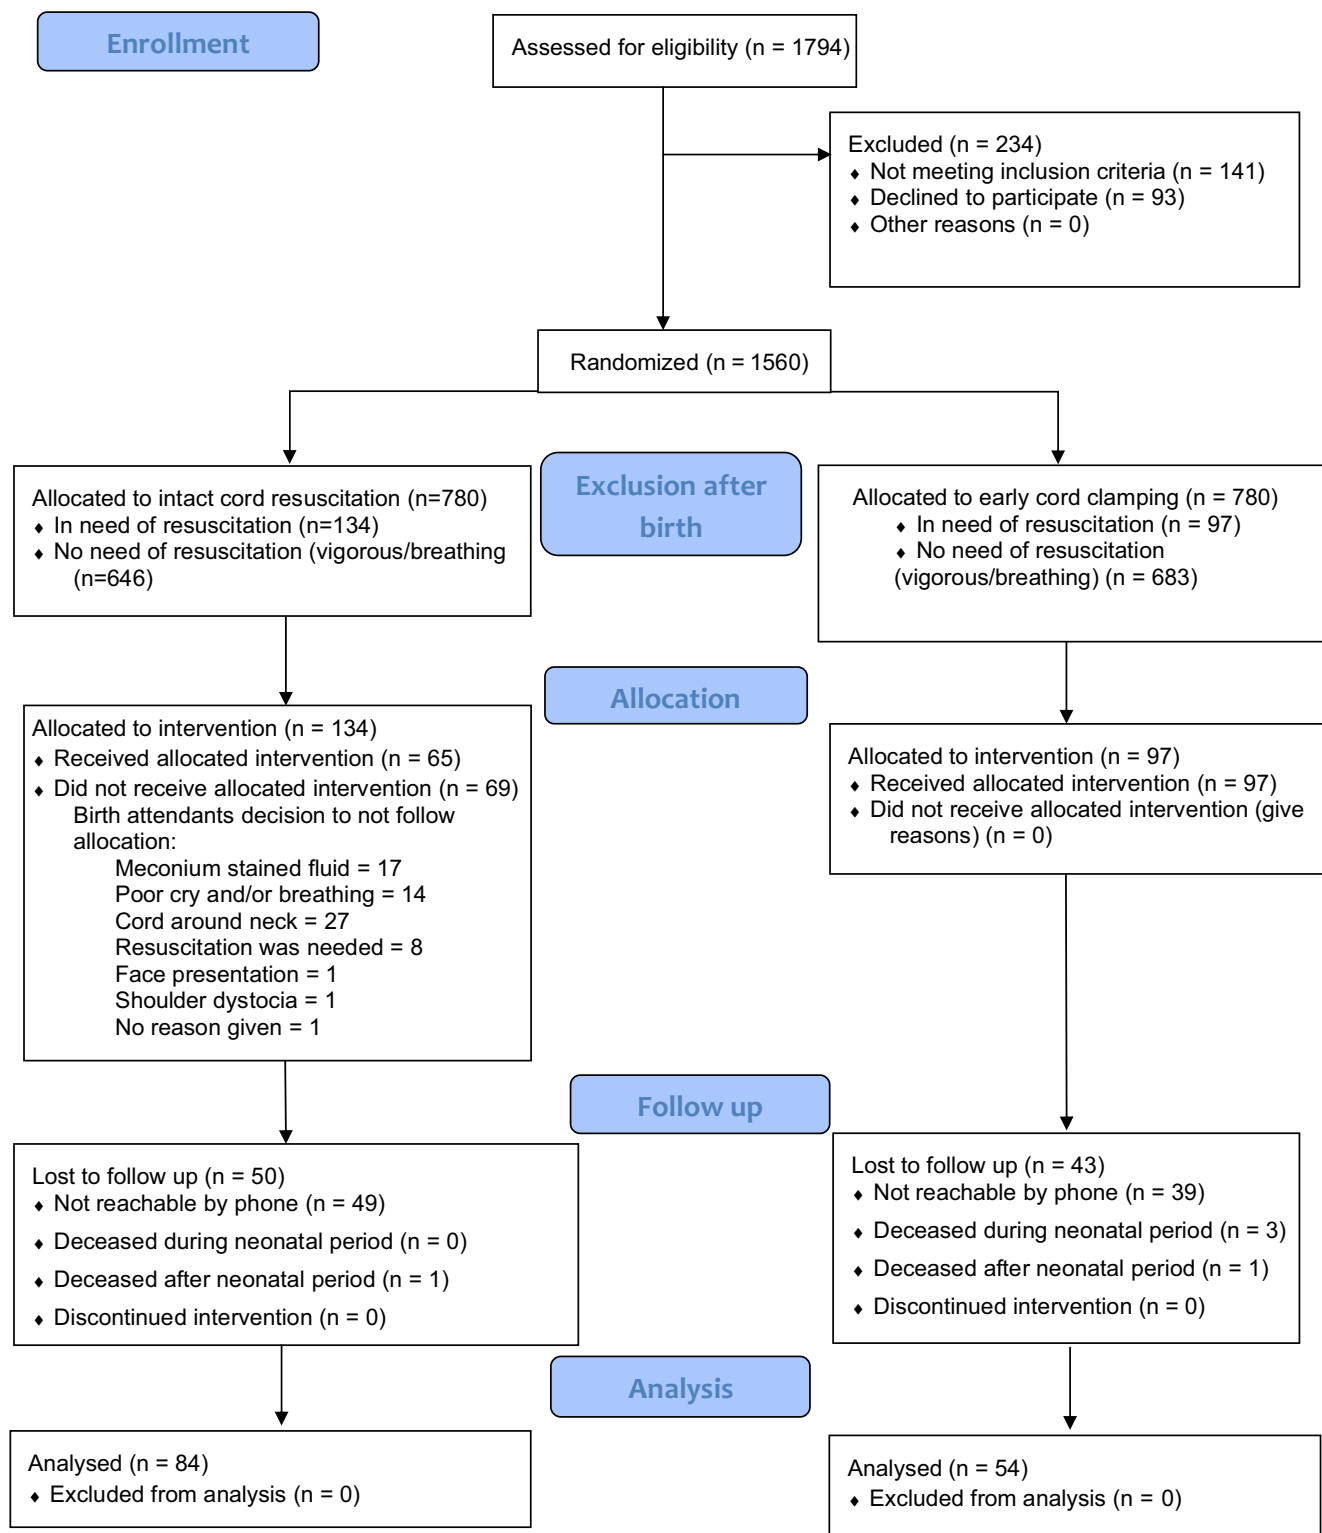 Enrollment
Assessed for eligibility (n = 1794)
Excluded (n = 234)
♦ Not meeting inclusion criteria (n = 141)
♦ Declined to participate (n = 93)
♦ Other reasons (n = 0)
Randomized (n = 1560)
Allocated to intact cord resuscitation (n=780)
♦ In need of resuscitation (n=134)
♦ No need of resuscitation (vigorous/breathing
(n=646)
Exclusion after
birth
Allocated to early cord clamping (n = 780)
♦ In need of resuscitation (n = 97)
♦ No need of resuscitation
(vigorous/breathing) (n = 683)
Allocation
Allocated to intervention (n = 134)
♦ Received allocated intervention (n = 65)
♦ Did not receive allocated intervention (n = 69)
Birth attendants decision to not follow
allocation:
Meconium stained fluid = 17
Poor cry and/or breathing = 14
Cord around neck = 27
Resuscitation was needed = 8
Face presentation = 1
Shoulder dystocia = 1
No reason given = 1
Allocated to intervention (n = 97)
♦ Received allocated intervention (n = 97)
♦ Did not receive allocated intervention (give
reasons) (n = 0)
Follow up
Lost to follow up (n = 50)
♦ Not reachable by phone (n = 49)
♦ Deceased during neonatal period (n = 0)
♦ Deceased after neonatal period (n = 1)
♦ Discontinued intervention (n = 0)
Lost to follow up (n = 43)
♦ Not reachable by phone (n = 39)
♦ Deceased during neonatal period (n = 3)
♦ Deceased after neonatal period (n = 1)
♦ Discontinued intervention (n = 0)
Analysis
Analysed (n = 84)
♦ Excluded from analysis (n = 0)
Analysed (n = 54)
♦ Excluded from analysis (n = 0)